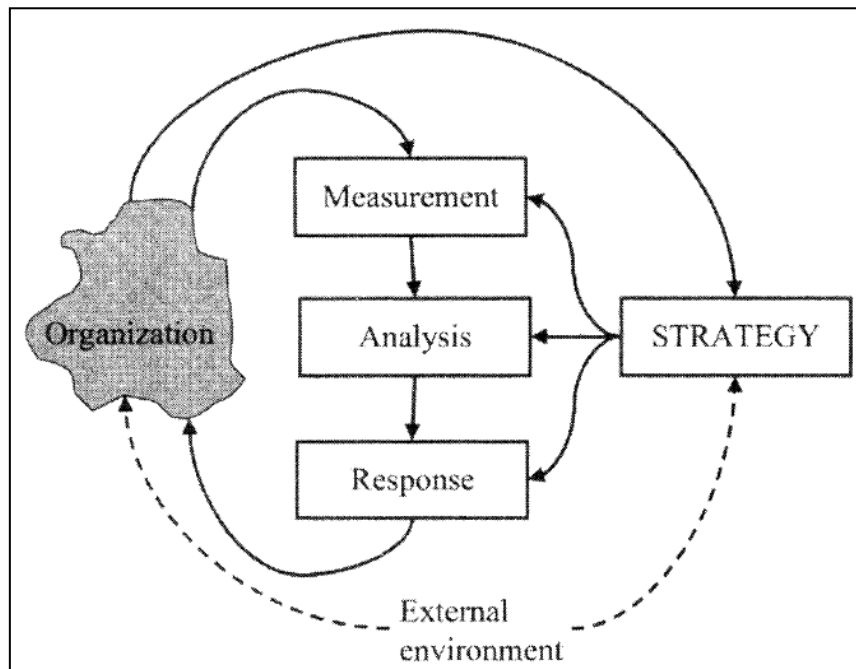 Measurement
Organization
Analysis
STRATEGY
Response
External
environment